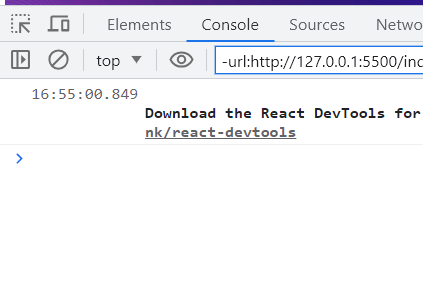 Elements Console Sources Netwo
top -url:http://127.0.0.1:5500/ind
16:55:00.849
Download the React DevTools for
nk/react-devtools